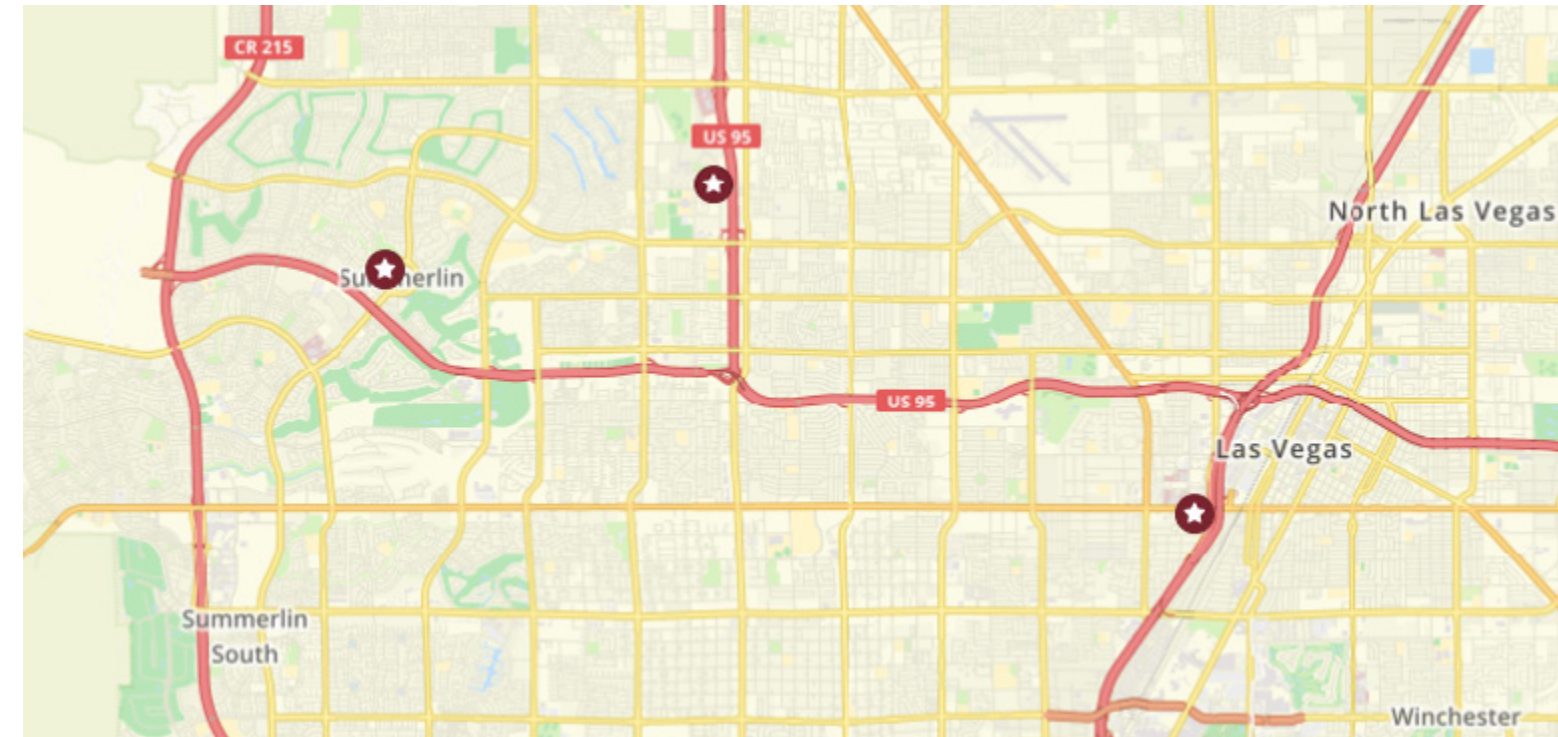 CR 215
US 95
North Las Vegas
Summerlin
US 95
Las Vegas
Summerlin
South
Winchester